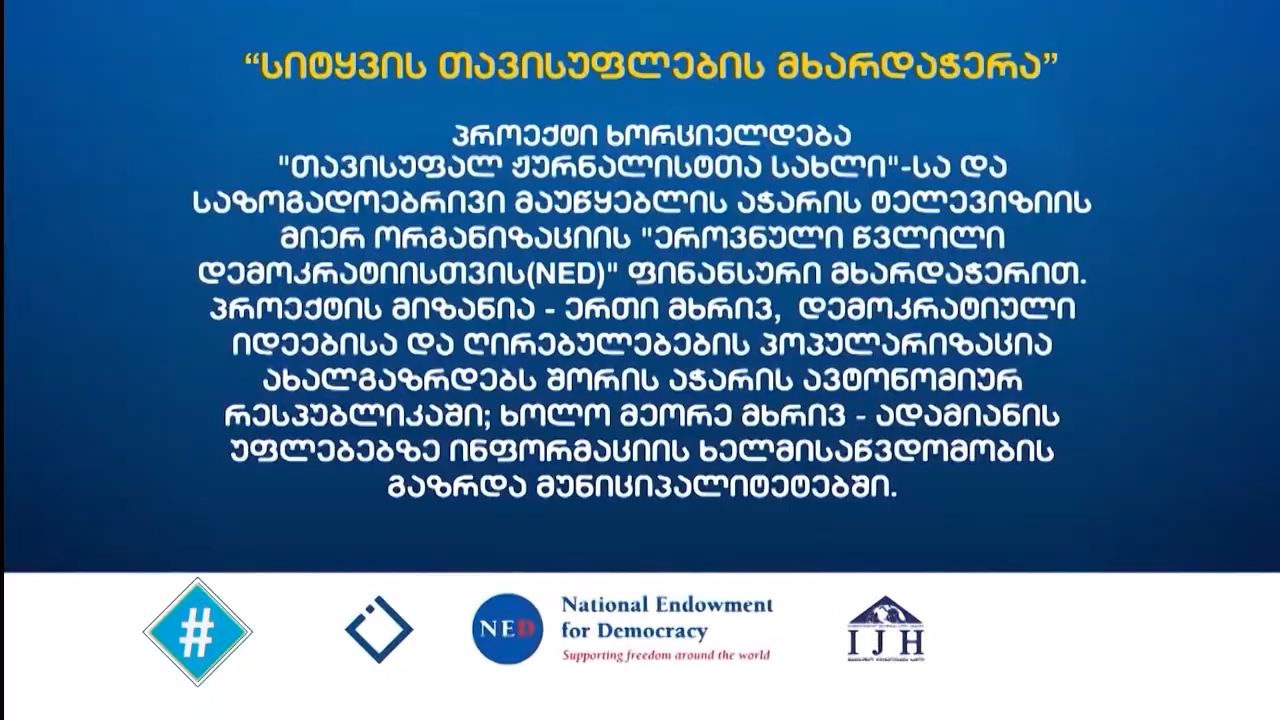 “სიტყვის თავისუფლების მხარდაჭერა”
პროექტი ხორციელდება
"თავისუფალ ჟურნალისტთა სახლი"-სა და
საზოგადოებრივი მაუწყებლის აჭარის ტელევიზიის
მიერ ორგანიზაციის "ეროვნული წვლილი
დემოკრატიისთვის(NED)" ფინანსური მხარდაჭერით.
პროექტის მიზანია - ერთი მხრივ, დემოკრატიული
იდეებისა და ღირებულებების პოპულარიზაცია
ახალგაზრდებს შორის აჭარის ავტონომიურ
რესპუბლიკაში; ხოლო მეორე მხრივ - ადამიანის
უფლებებზე ინფორმაციის ხელმისაწვდომობის
გაზრდა მუნიციპალიტეტებში.
#
NED
National Endowment
for Democracy
Supporting freedom around the world
IJH